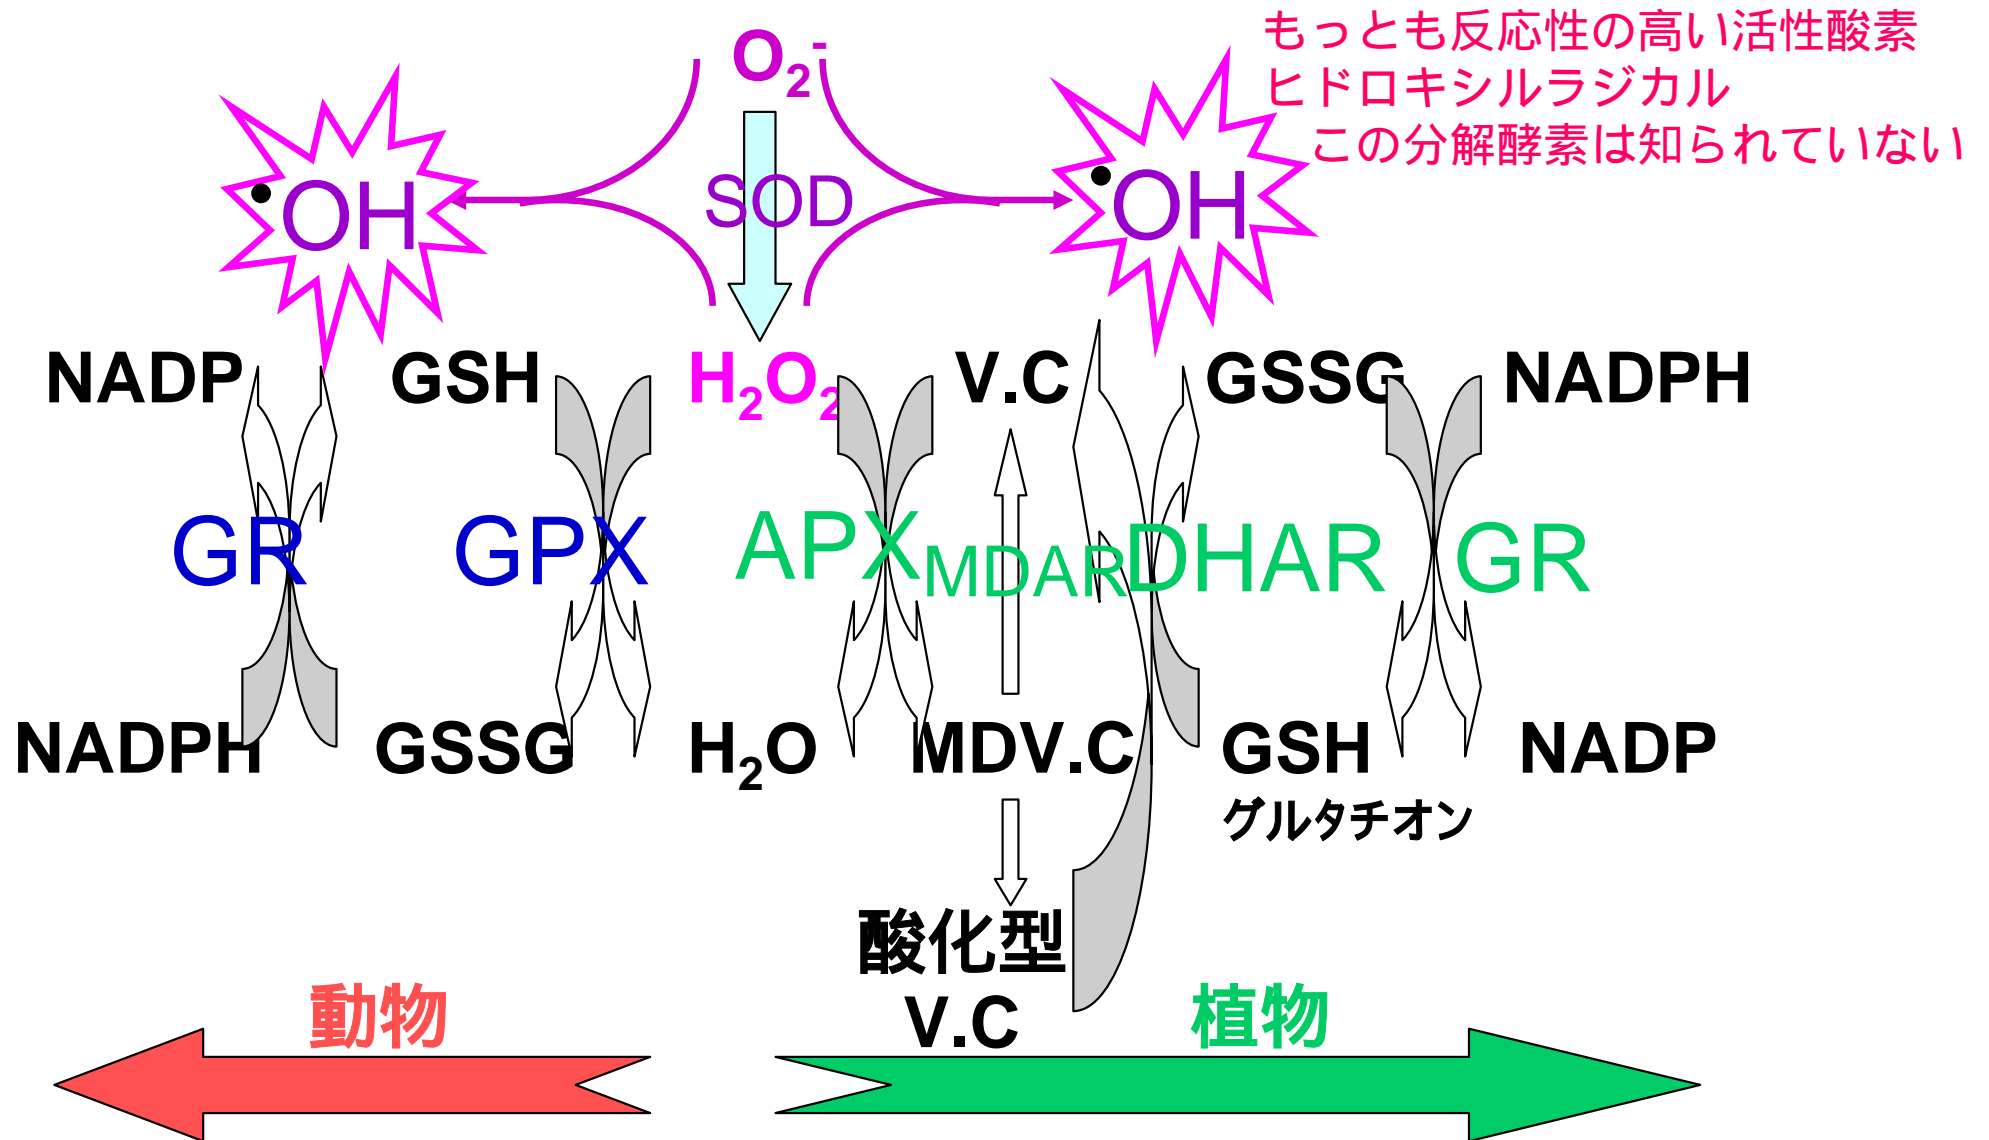 もっとも反応性の高い活性酸素
ヒドロキシルラジカル
この分解酵素は知られていない
O₂⁻
•OH SOD •OH
NADP GSH H₂O₂ V.C GSSG NADPH
GR GPX APX MDAR DHAR GR
NADPH GSSG H₂O MDV.C GSH NADP
グルタチオン
酸化型
V.C
動物 植物